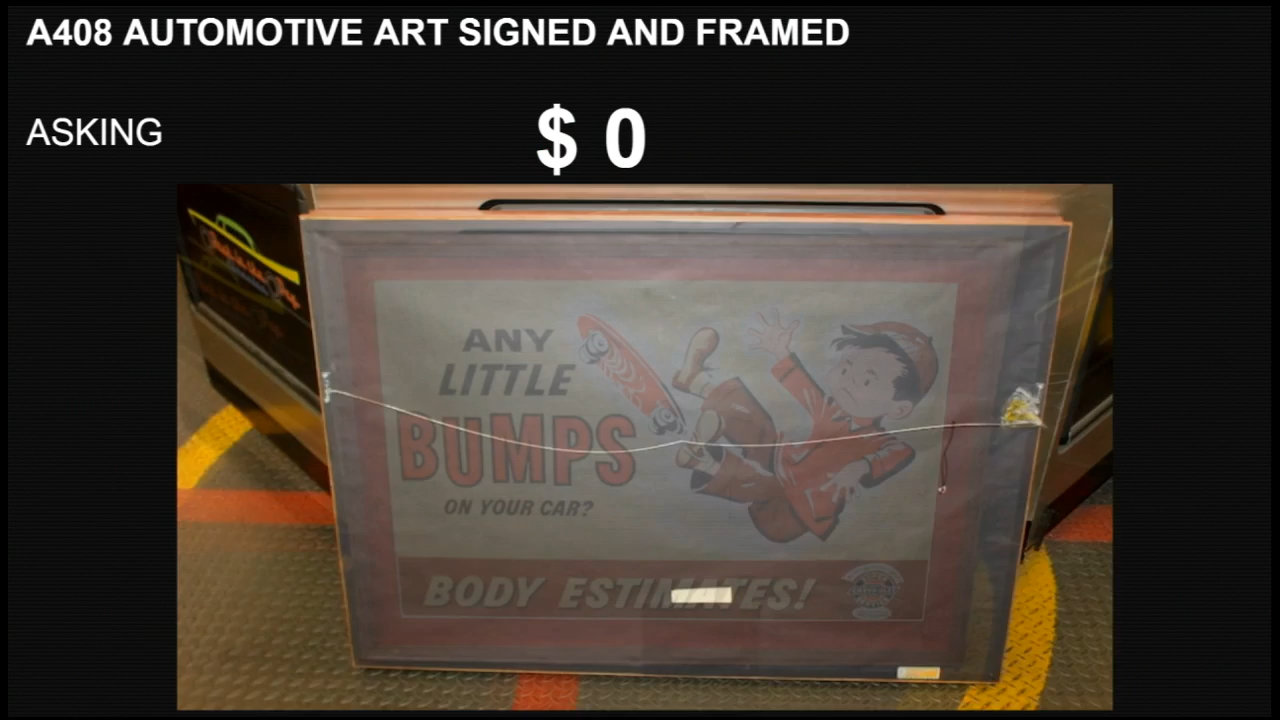 A408 AUTOMOTIVE ART SIGNED AND FRAMED
ASKING
$ 0
ANY
LITTLE
BUMPS
ON YOUR CAR?
BODY ESTIMATES!